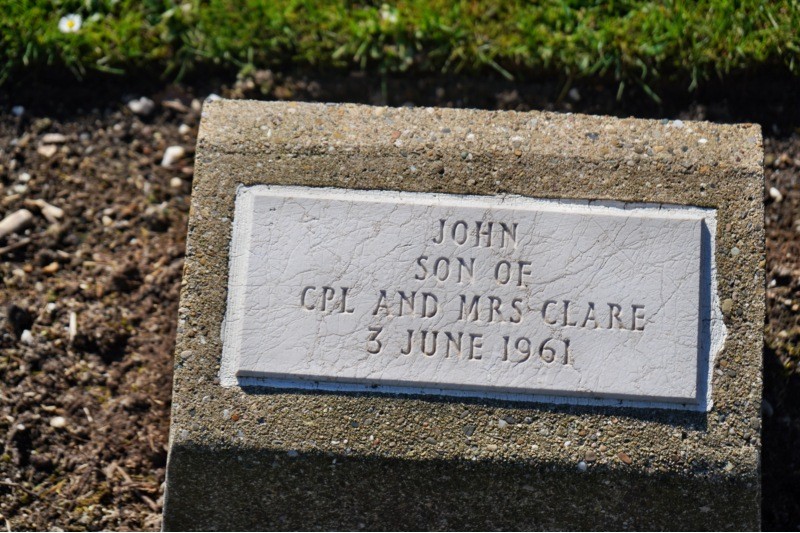 JOHN
SON OF
CPL AND MRS CLARE
3 JUNE 1961